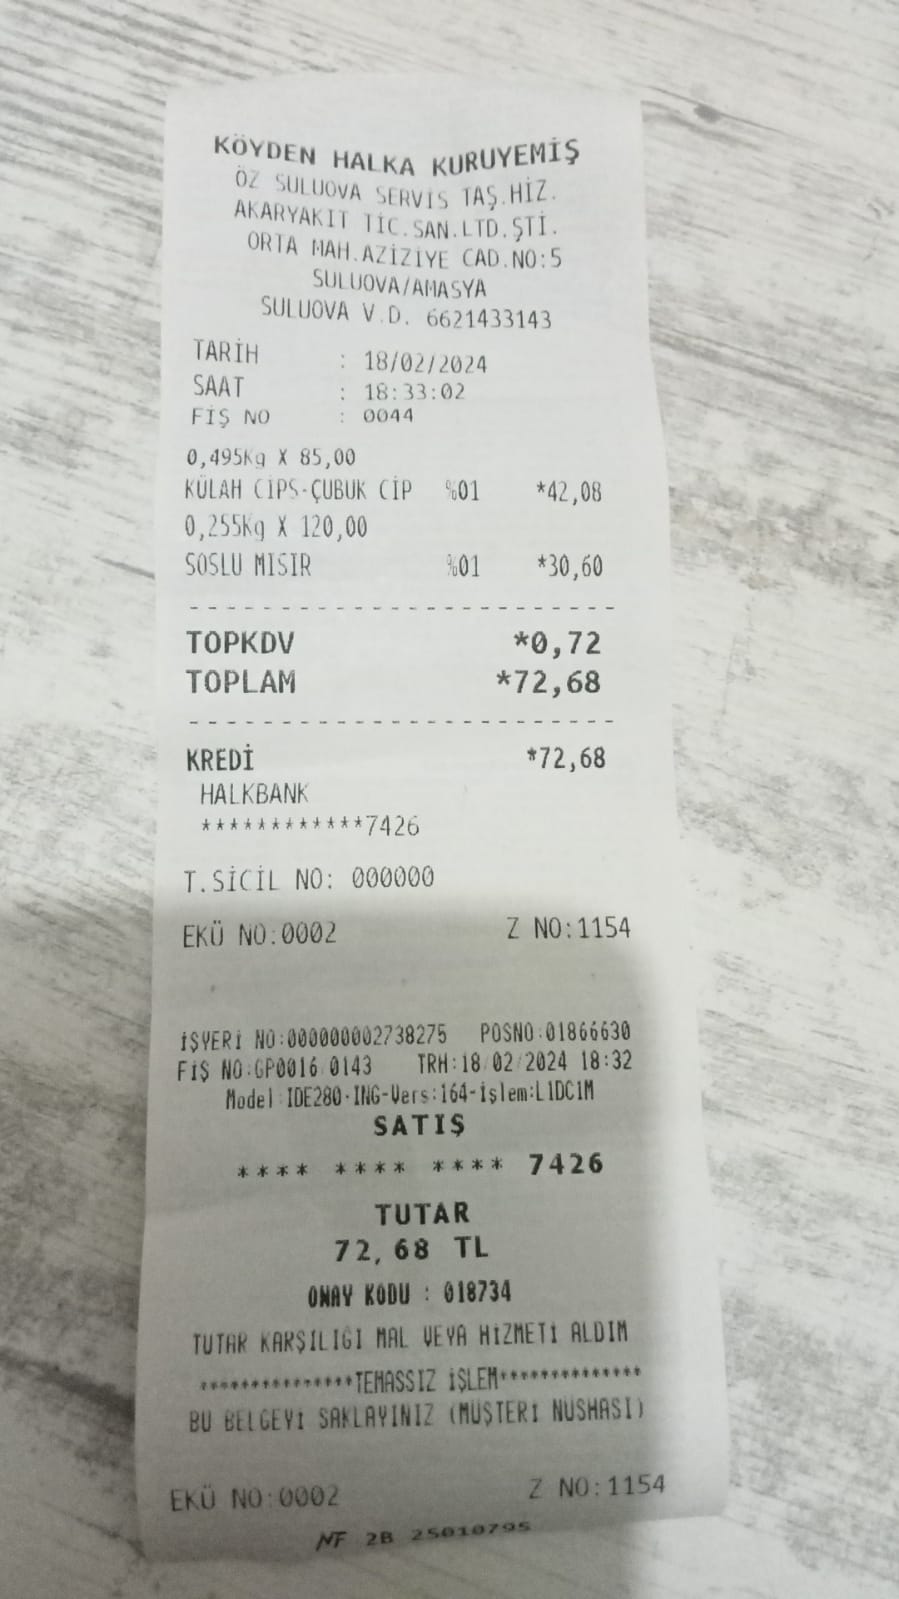 KÖYDEN HALKA KURUYEMİŞ
ÖZ SULUOVA SERVİS TAŞ.HİZ.
AKARYAKIT TİC.SAN.LTD.ŞTİ.
ORTA MAH.AZİZİYE CAD.NO:5
SULUOVA/AMASYA
SULUOVA V.D. 6621433143
TARİH : 18/02/2024
SAAT : 18:33:02
FİŞ NO : 0044
0,495Kg X 85,00
KÜLAH CİPS-ÇUBUK CİP %01 *42,08
0,255Kg X 120,00
SOSLU MISIR %01 *30,60
TOPKDV *0,72
TOPLAM *72,68
KREDİ *72,68
HALKBANK
************7426
T.SİCİL NO: 000000
EKÜ NO:0002 Z NO:1154
İŞYERİ NO:000000002738275 POSNO:01866630
FİŞ NO:GP0016 0143 TRH:18/02/2024 18:32
Model:IDE280-ING-Vers:164-İşlem:L1DC1M
SATIŞ
**** **** **** 7426
TUTAR
72,68 TL
ONAY KODU : 018734
TUTAR KARŞILIĞI MAL VEYA HİZMETİ ALDIM
**************TEMASSIZ İŞLEM**************
BU BELGEYİ SAKLAYINIZ (MÜŞTERİ NÜSHASI)
EKÜ NO:0002 Z NO:1154
MF 2B 25010795